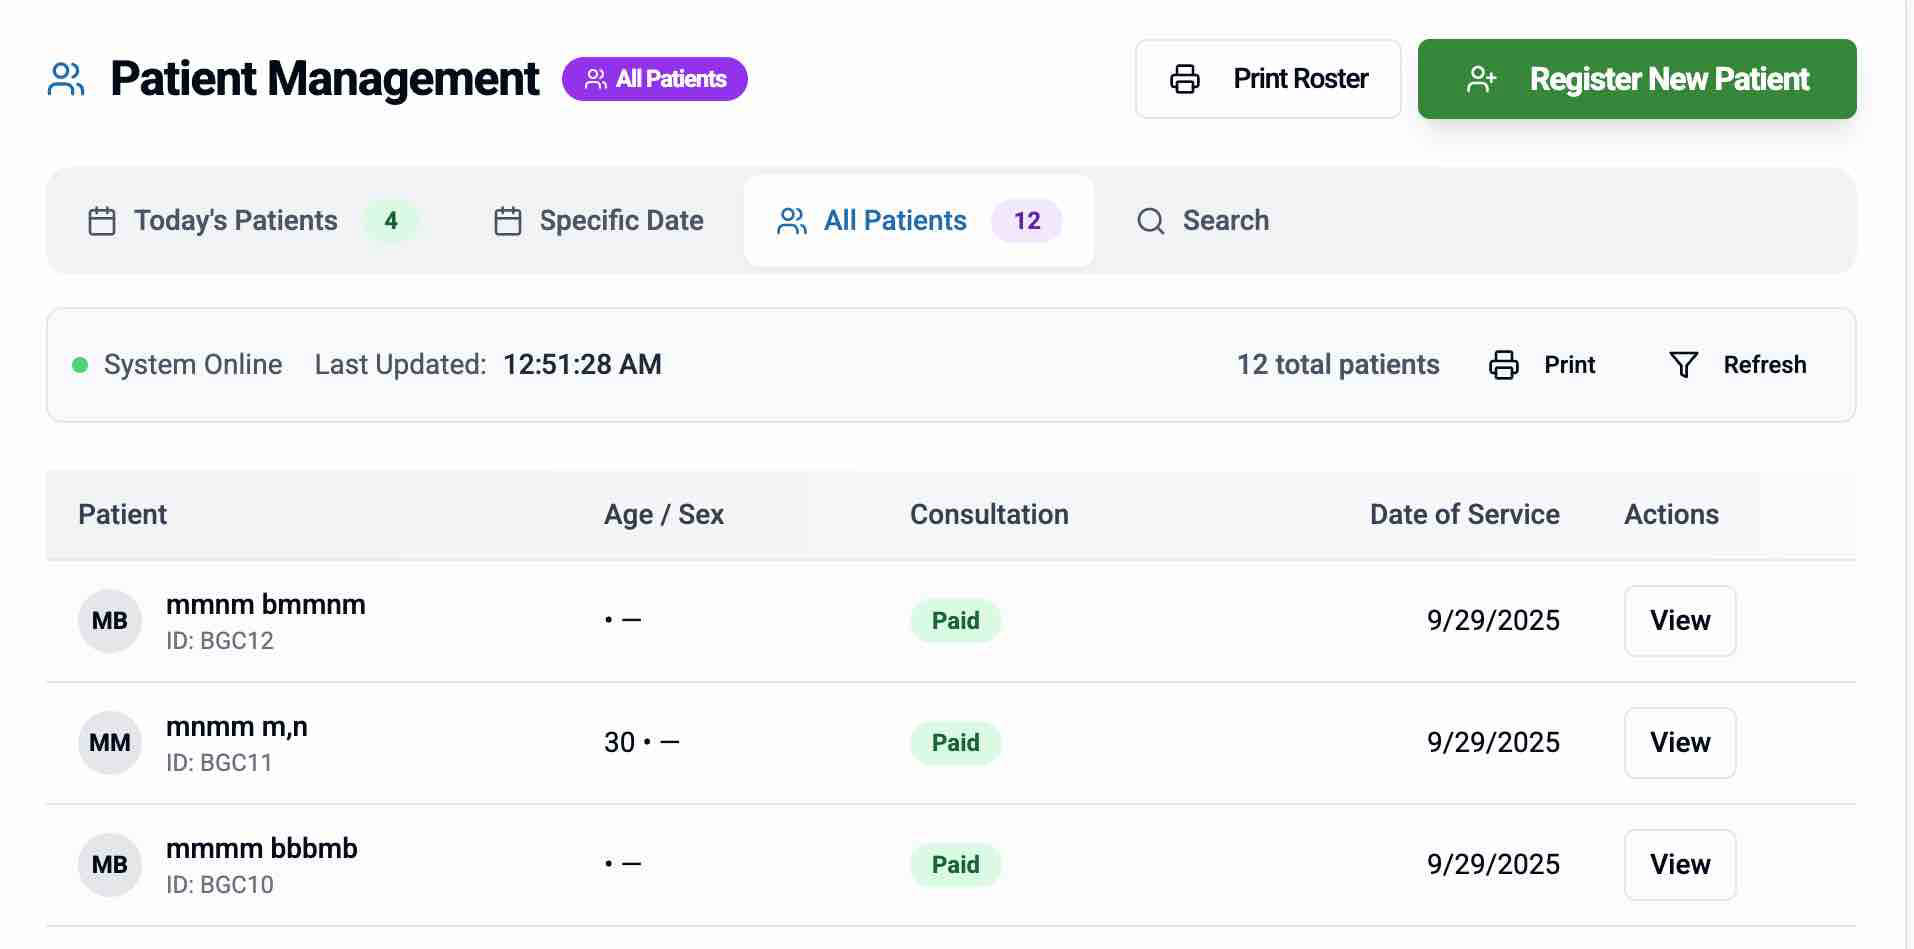 Patient Management All Patients Print Roster Register New Patient
Today's Patients 4 Specific Date All Patients 12 Search
System Online Last Updated: 12:51:28 AM 12 total patients Print Refresh
Patient Age / Sex Consultation Date of Service Actions
MB mmnm bmmnm • — Paid 9/29/2025 View
ID: BGC12
MM mnmm m,n 30 • — Paid 9/29/2025 View
ID: BGC11
MB mmmm bbbmb • — Paid 9/29/2025 View
ID: BGC10